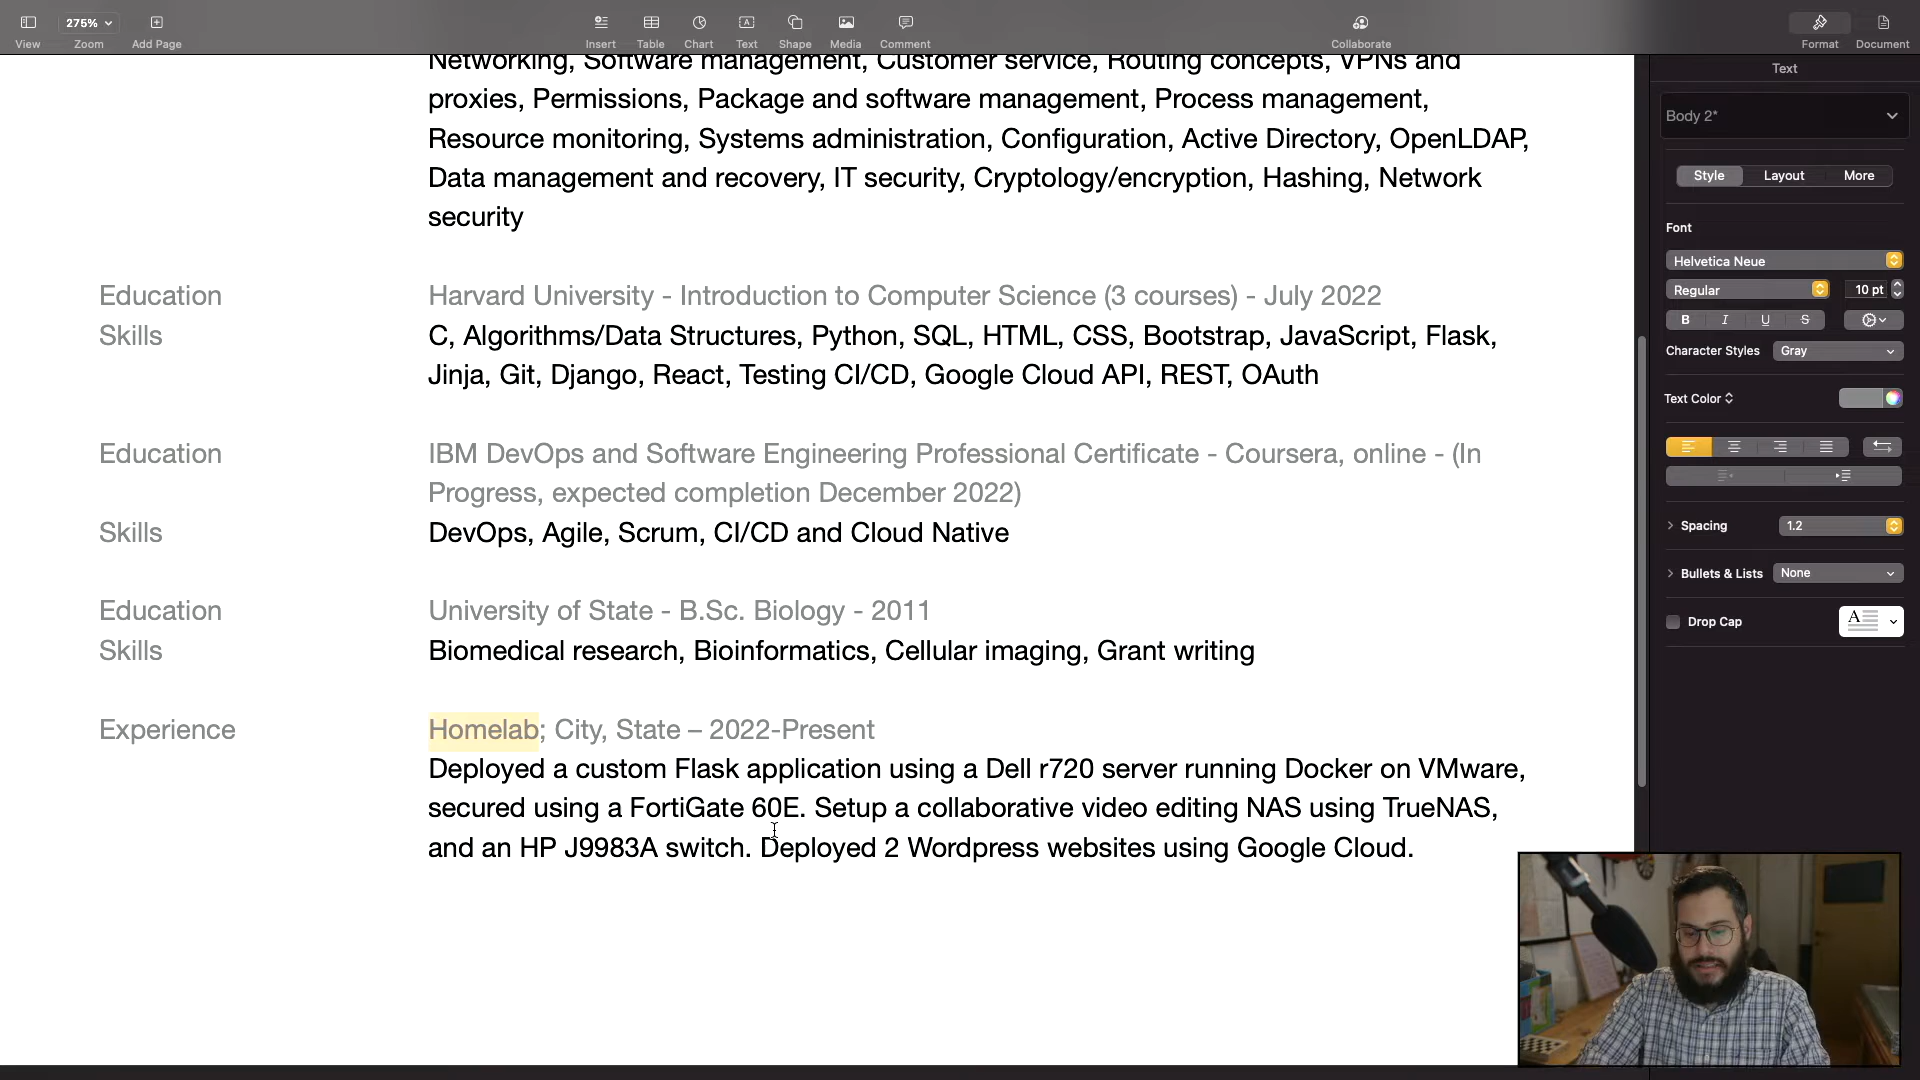 275%
View
Zoom
Add Page
Insert
Table
Chart
Text
Shape
Media
Comment
Collaborate
Format
Document
Networking, Software management, Customer service, Routing concepts, VPNs and
proxies, Permissions, Package and software management, Process management,
Resource monitoring, Systems administration, Configuration, Active Directory, OpenLDAP,
Data management and recovery, IT security, Cryptology/encryption, Hashing, Network
security
Education
Harvard University - Introduction to Computer Science (3 courses) - July 2022
Skills
C, Algorithms/Data Structures, Python, SQL, HTML, CSS, Bootstrap, JavaScript, Flask,
Jinja, Git, Django, React, Testing CI/CD, Google Cloud API, REST, OAuth
Education
IBM DevOps and Software Engineering Professional Certificate - Coursera, online - (In
Progress, expected completion December 2022)
Skills
DevOps, Agile, Scrum, CI/CD and Cloud Native
Education
University of State - B.Sc. Biology - 2011
Skills
Biomedical research, Bioinformatics, Cellular imaging, Grant writing
Experience
Homelab; City, State – 2022-Present
Deployed a custom Flask application using a Dell r720 server running Docker on VMware,
secured using a FortiGate 60E. Setup a collaborative video editing NAS using TrueNAS,
and an HP J9983A switch. Deployed 2 Wordpress websites using Google Cloud.
Text
Body 2*
Style
Layout
More
Font
Helvetica Neue
Regular
10 pt
B I U S
Character Styles
Gray
Text Color
Spacing
1.2
Bullets & Lists
None
Drop Cap
A